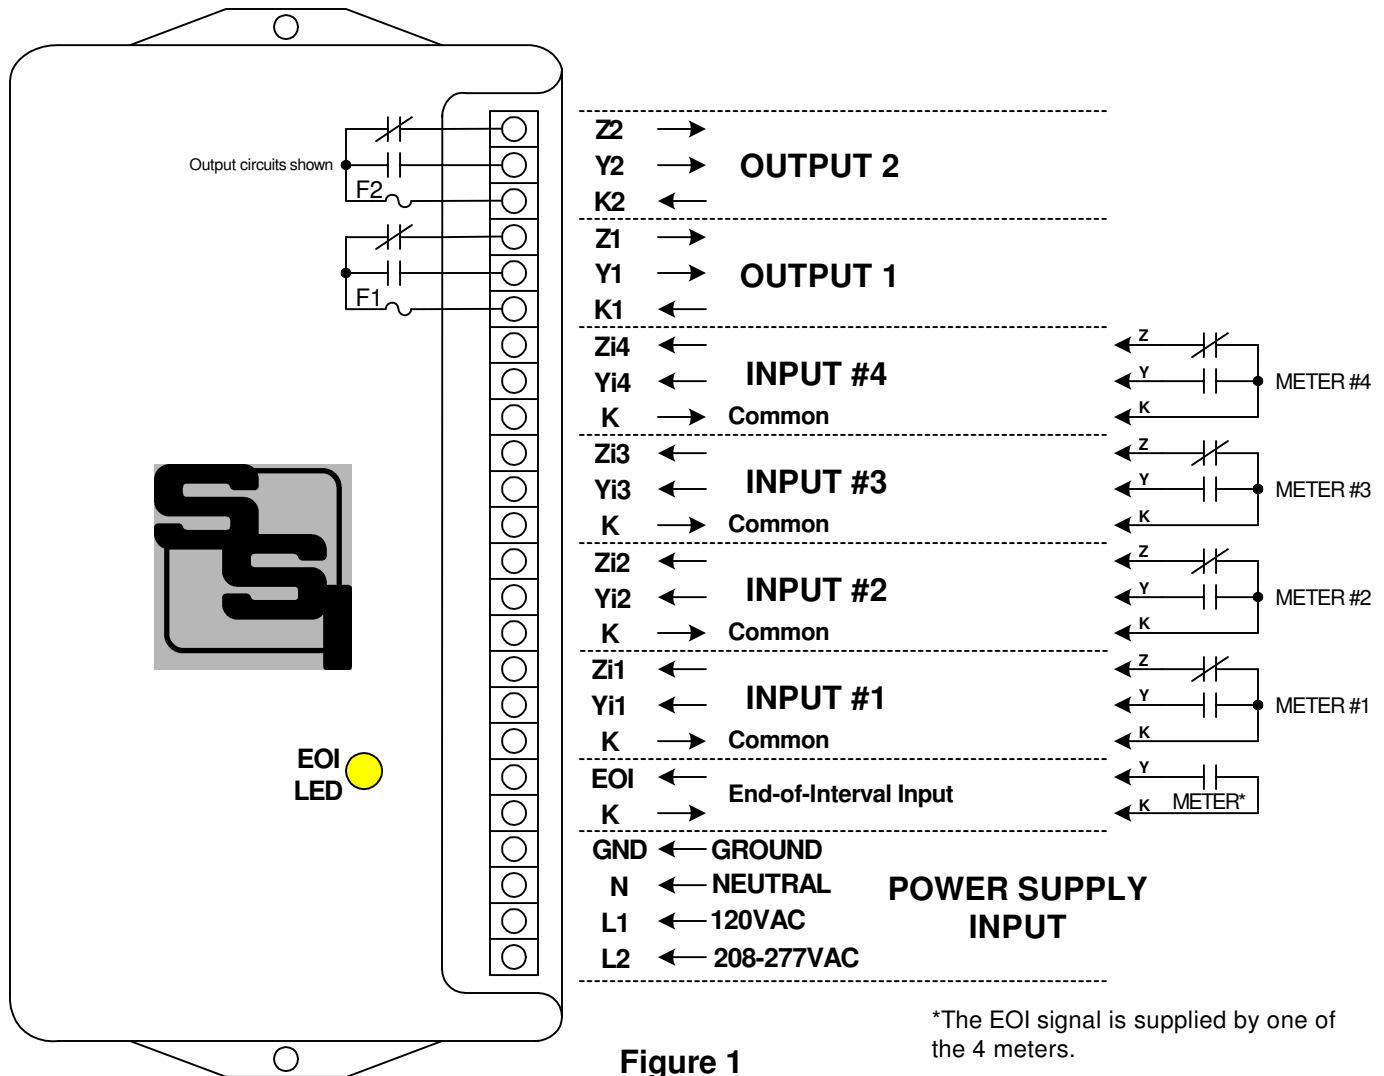 Z2
Y2
K2
OUTPUT 2
Output circuits shown
F2
Z1
Y1
K1
OUTPUT 1
F1
Zi4
Yi4
K
INPUT #4
Common
Z
Y
K
METER #4
Zi3
Yi3
K
INPUT #3
Common
Z
Y
K
METER #3
SSI
Zi2
Yi2
K
INPUT #2
Common
Z
Y
K
METER #2
Zi1
Yi1
K
INPUT #1
Common
Z
Y
K
METER #1
EOI
LED
EOI
K
End-of-Interval Input
Y
K
METER*
GND
GROUND
N
NEUTRAL
L1
120VAC
L2
208-277VAC
POWER SUPPLY
INPUT
*The EOI signal is supplied by one of
the 4 meters.
Figure 1